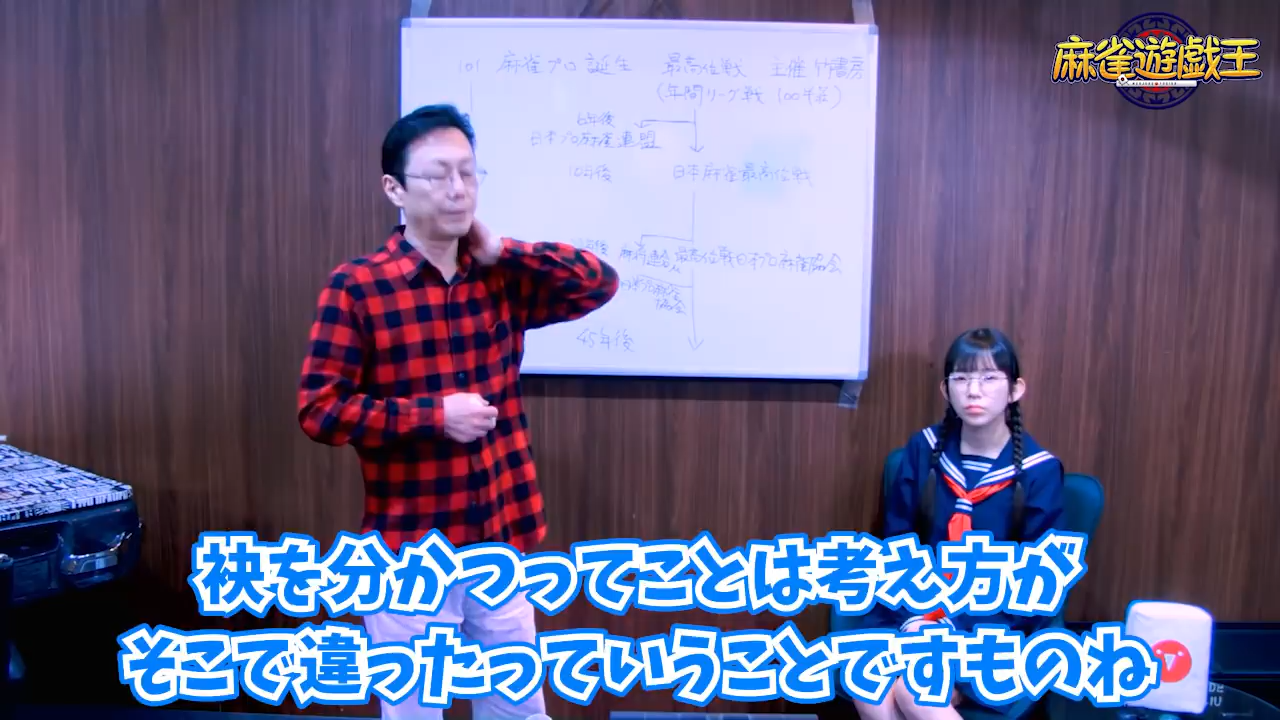 麻雀遊戯王
101 麻雀プロ誕生 最高位戦 主催 竹書房
(年間リーグ戦 100半荘)
6年後
日本プロ麻雀連盟
10年後 日本麻雀最高位戦
年後 麻将連合μ 最高位戦日本プロ麻雀協会
協会
45年後
袂を分かつってことは考え方が
そこで違ったっていうことですものね